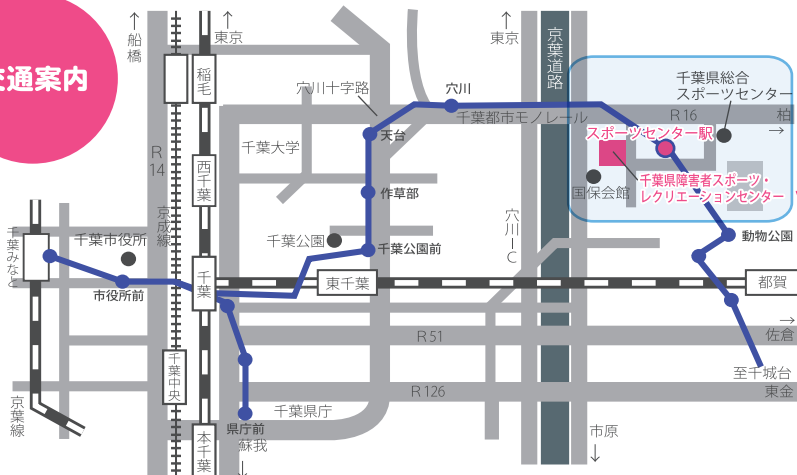 交通案内
↑
船橋
↑
東京
↑
東京
京葉道路
稲毛
穴川十字路
穴川
千葉県総合
スポーツセンター
千葉都市モノレール
R16
柏
→
スポーツセンター駅
天台
千葉大学
R
14
西千葉
国保会館
千葉県障害者スポーツ・
レクリエーションセンター
作草部
京成線
穴川IC
千葉みなと
千葉市役所
千葉公園
千葉公園前
動物公園
市役所前
千葉
東千葉
都賀
→
佐倉
R51
千葉中央
至千城台
東金
R126
京葉線
千葉県庁
県庁前
蘇我
↓
本千葉
市原
↓